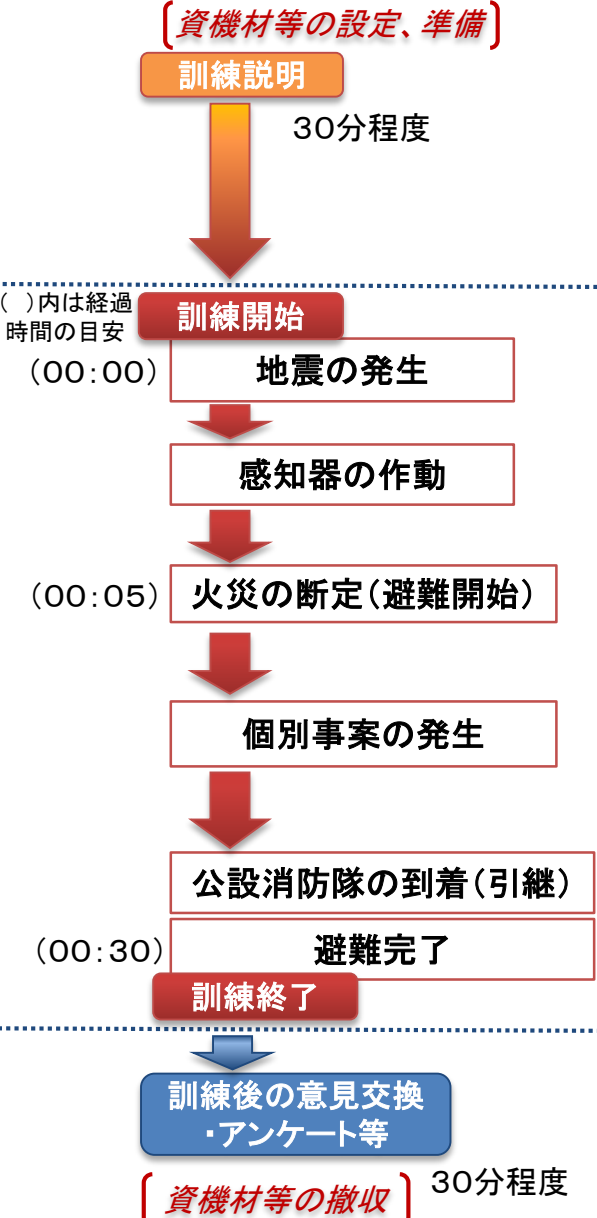 資機材等の設定、準備
訓練説明
30分程度
( )内は経過
時間の目安
訓練開始
(00:00)
地震の発生
感知器の作動
(00:05)
火災の断定(避難開始)
個別事案の発生
公設消防隊の到着(引継)
(00:30)
避難完了
訓練終了
訓練後の意見交換
・アンケート等
30分程度
資機材等の撤収